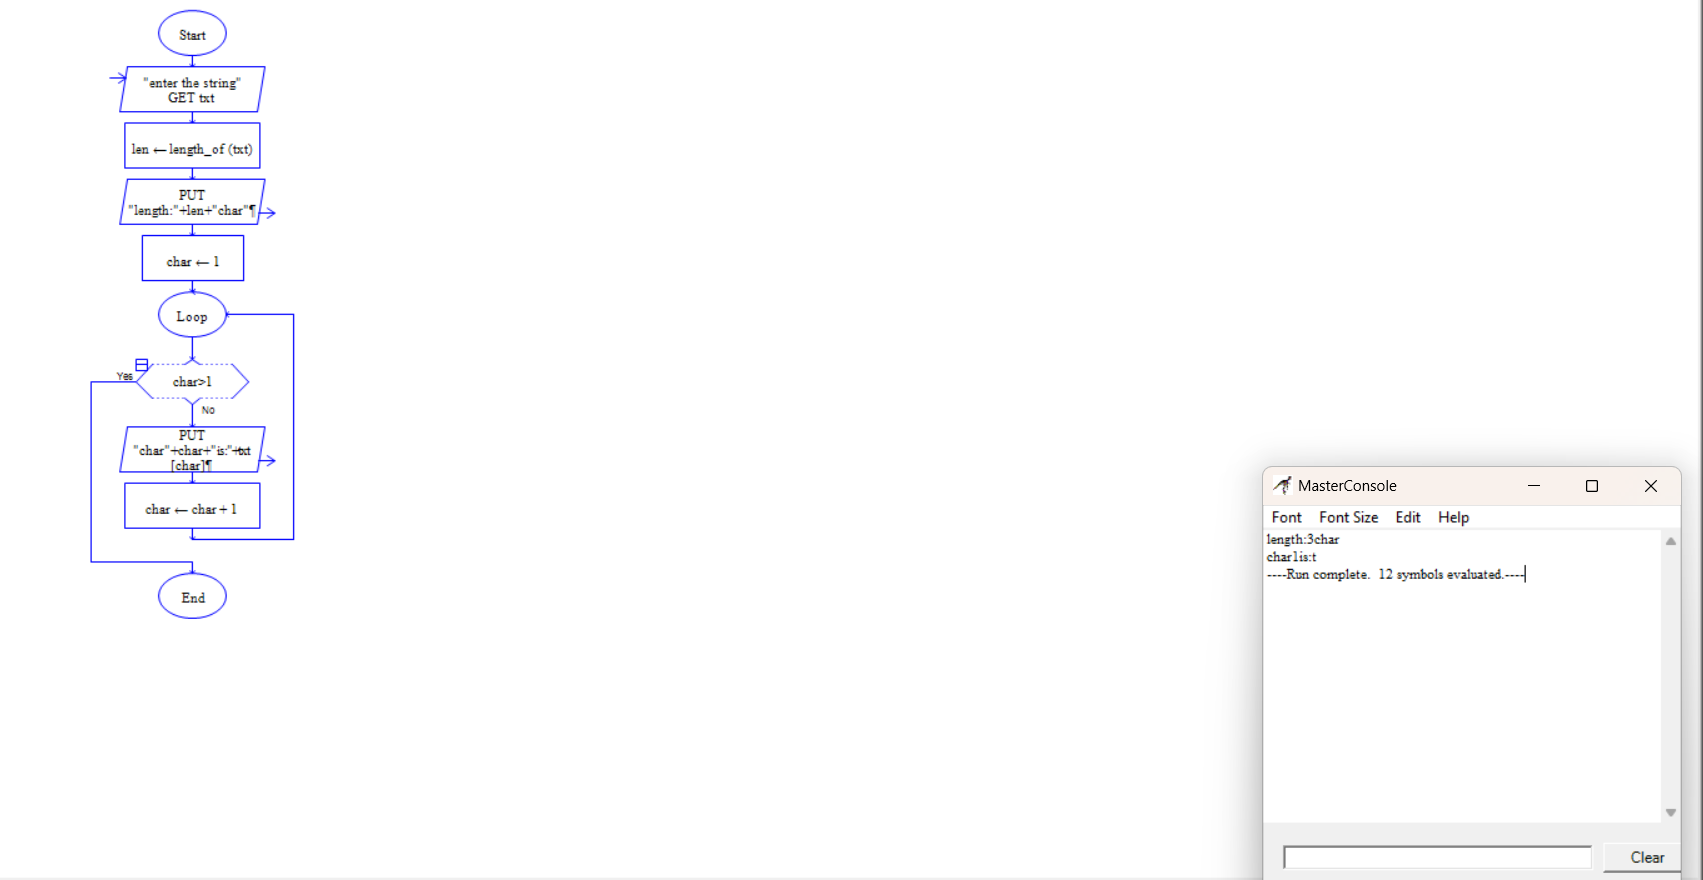 Start
"enter the string"
GET txt
len ← length_of (txt)
PUT
"length:"+len+"char"¶
char ← 1
Loop
Yes
char>1
No
PUT
"char"+char+"is:"+txt
[char]¶
char ← char + 1
End
MasterConsole
Font Font Size Edit Help
length:3char
char1is:t
----Run complete.  12 symbols evaluated.----
Clear